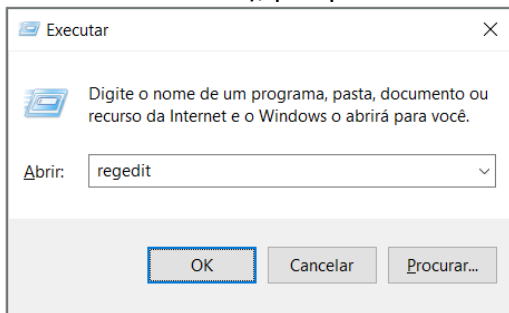 Executar
Digite o nome de um programa, pasta, documento ou
recurso da Internet e o Windows o abrirá para você.
Abrir: regedit
OK Cancelar Procurar...